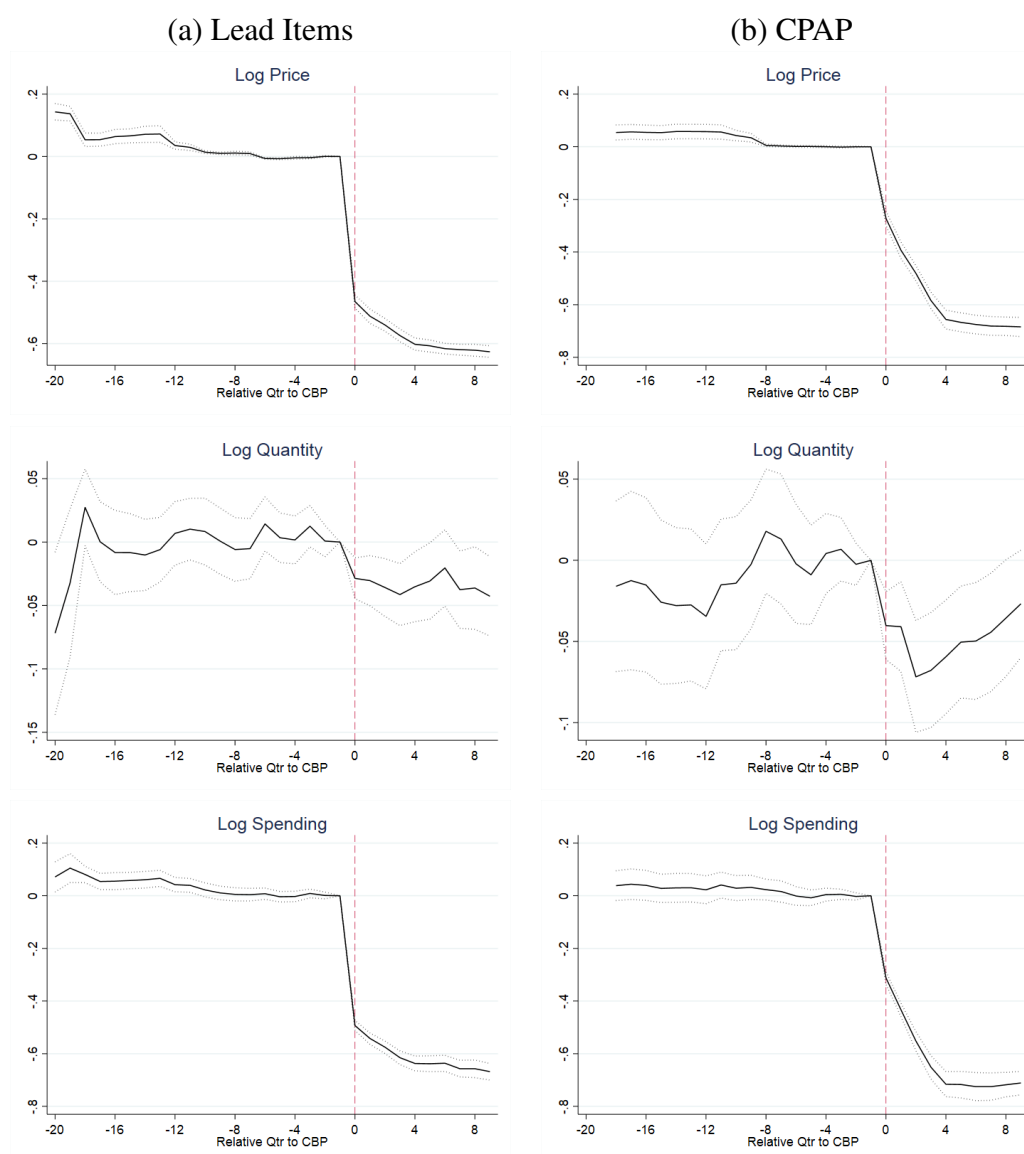 (a) Lead Items
Log Price
.2
0
-.2
-.4
-.6
-20 -16 -12 -8 -4 0 4 8
Relative Qtr to CBP
Log Quantity
.05
0
-.05
-.1
-.15
-20 -16 -12 -8 -4 0 4 8
Relative Qtr to CBP
Log Spending
.2
0
-.2
-.4
-.6
-.8
-20 -16 -12 -8 -4 0 4 8
Relative Qtr to CBP
(b) CPAP
Log Price
.2
0
-.2
-.4
-.6
-.8
-20 -16 -12 -8 -4 0 4 8
Relative Qtr to CBP
Log Quantity
.05
0
-.05
-.1
-20 -16 -12 -8 -4 0 4 8
Relative Qtr to CBP
Log Spending
.2
0
-.2
-.4
-.6
-.8
-20 -16 -12 -8 -4 0 4 8
Relative Qtr to CBP